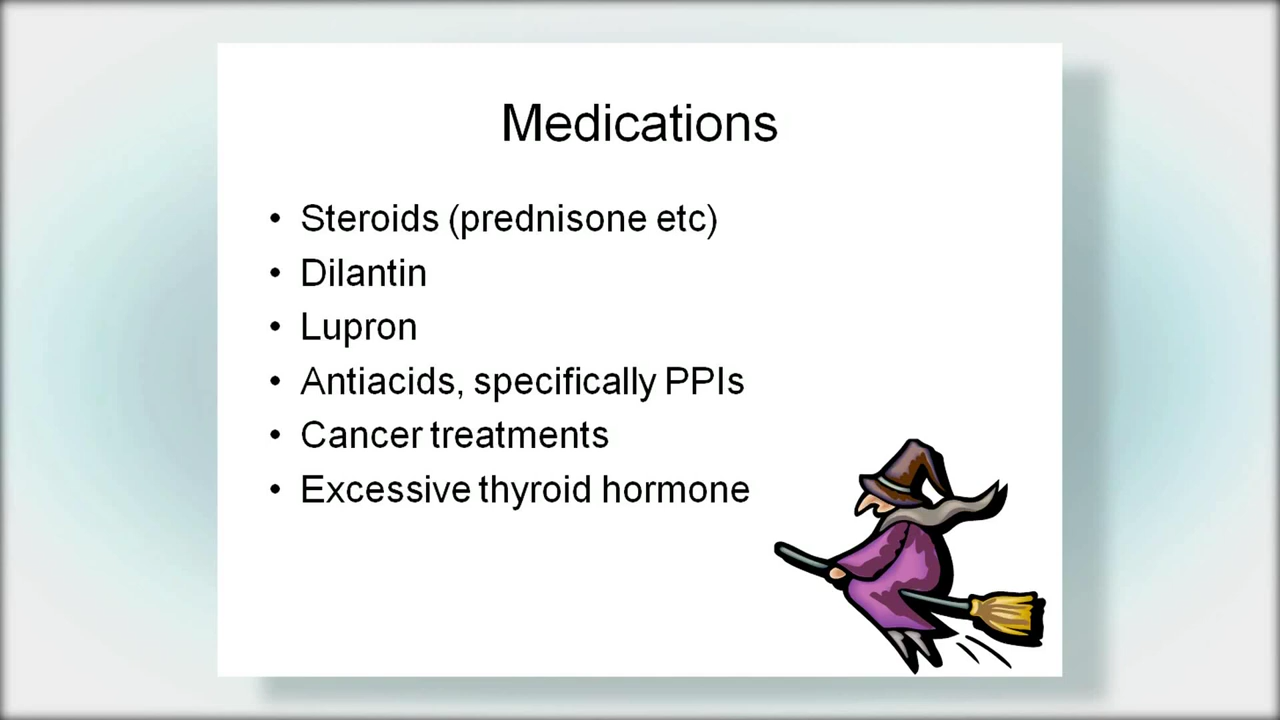 Medications
• Steroids (prednisone etc)
• Dilantin
• Lupron
• Antiacids, specifically PPIs
• Cancer treatments
• Excessive thyroid hormone